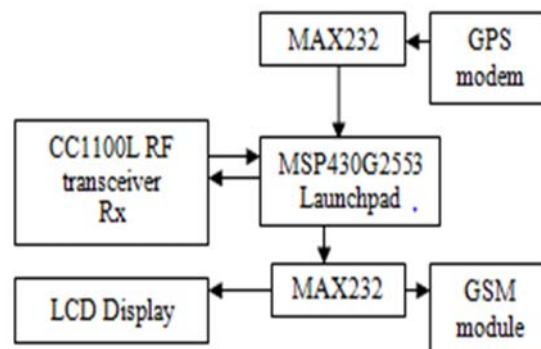 MAX232
GPS
modem
CC1100L RF
transceiver
Rx
MSP430G2553
Launchpad .
LCD Display
MAX232
GSM
module